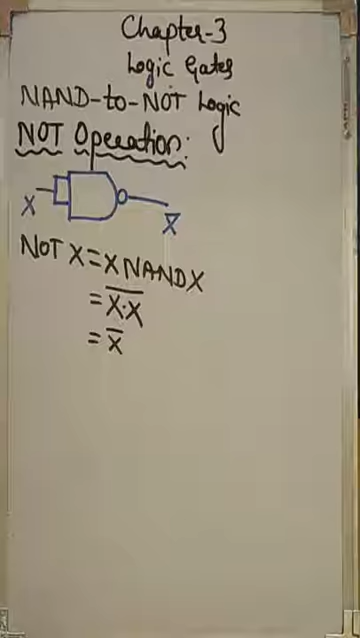 Chapter-3
Logic Gates
NAND-to-NOT Logic
NOT Operation:
X X̅
NOT X = X NAND X
= X̅·̅X̅
= X̅